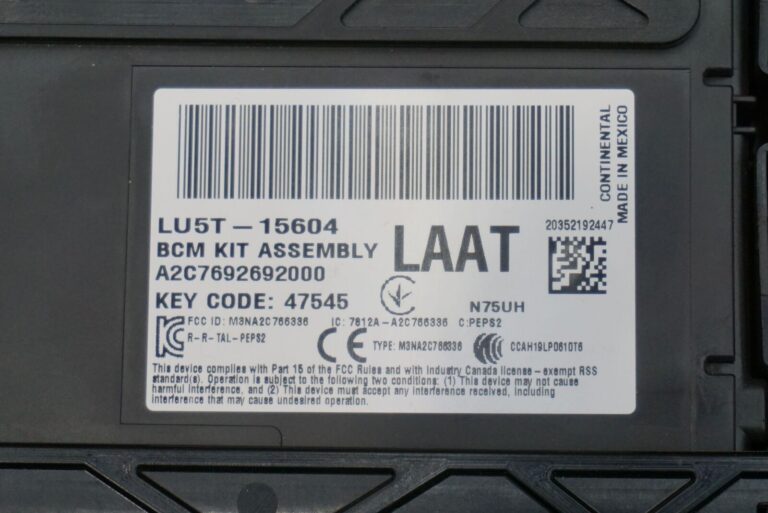 CONTINENTAL
MADE IN MEXICO
LU5T-15604
BCM KIT ASSEMBLY
LAAT
20352192447
A2C7692692000
KEY CODE: 47545
N75UH
FCC ID: M3NA2C766336 IC: 7812A-A2C766336 C:PEPS2
R-R-TAL-PEPS2
CE TYPE: M3NA2C766336 CCAH19LP0610T6
This device complies with Part 15 of the FCC Rules and with Industry Canada license - exempt RSS
standard(s). Operation is subject to the following two conditions: (1) This device may not cause
harmful interference, and (2) This device must accept any interference received, including
interference that may cause undesired operation.